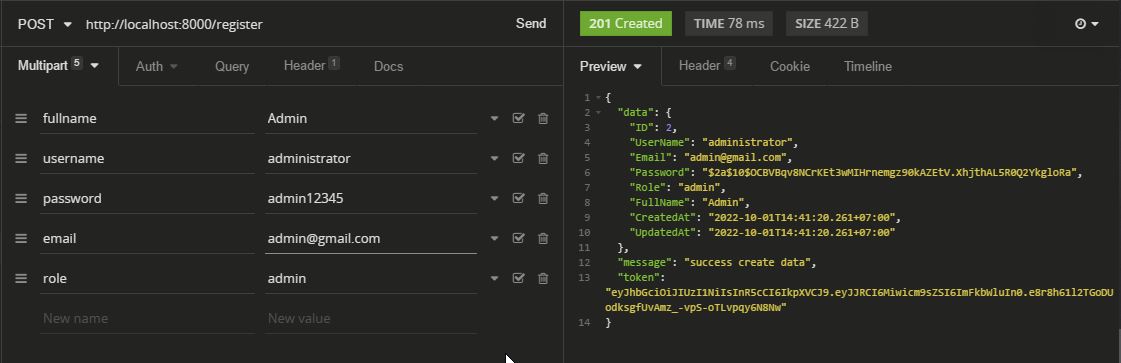 POST http://localhost:8000/register Send 201 Created TIME 78 ms SIZE 422 B
Multipart 5 Auth Query Header 1 Docs Preview Header 4 Cookie Timeline
fullname Admin
username administrator
password admin12345
email admin@gmail.com
role admin
New name New value
1 {
2 "data": {
3 "ID": 2,
4 "UserName": "administrator",
5 "Email": "admin@gmail.com",
6 "Password": "$2a$10$OCBVBqv8NCrKEt3wMIHrnemgz90kAZEtV.XhjthAL5R0Q2YkgloRa",
7 "Role": "admin",
8 "FullName": "Admin",
9 "CreatedAt": "2022-10-01T14:41:20.261+07:00",
10 "UpdatedAt": "2022-10-01T14:41:20.261+07:00"
11 },
12 "message": "success create data",
13 "token":
"eyJhbGciOiJIUzI1NiIsInR5cCI6IkpXVCJ9.eyJJRCI6Miwicm9sZSI6ImFkbWluIn0.e8r8h61l2TGoDU
odksgfUvAmz_-vpS-oTLvpqy6N8Nw"
14 }